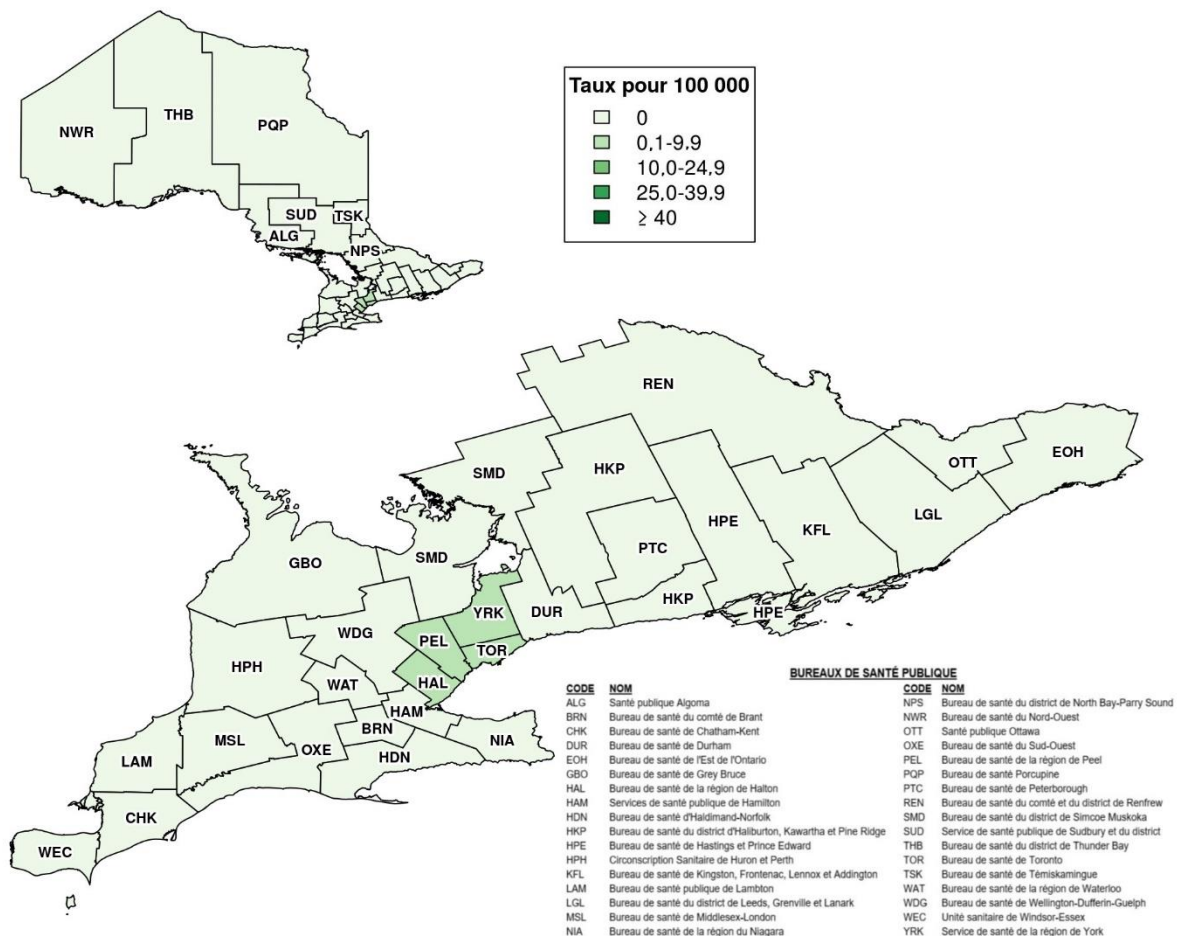 Taux pour 100 000
0
0,1-9,9
10,0-24,9
25,0-39,9
≥ 40
NWR
THB
PQP
SUD
TSK
ALG
NPS
REN
SMD
HKP
OTT
EOH
HPE
KFL
LGL
PTC
GBO
SMD
HKP
HPE
YRK
DUR
WDG
PEL
TOR
HPH
WAT
HAL
HAM
BRN
NIA
MSL
OXE
HDN
LAM
CHK
WEC
BUREAUX DE SANTÉ PUBLIQUE
CODE NOM
ALG Santé publique Algoma
BRN Bureau de santé du comté de Brant
CHK Bureau de santé de Chatham-Kent
DUR Bureau de santé de Durham
EOH Bureau de santé de l'Est de l'Ontario
GBO Bureau de santé de Grey Bruce
HAL Bureau de santé de la région de Halton
HAM Services de santé publique de Hamilton
HDN Bureau de santé d'Haldimand-Norfolk
HKP Bureau de santé du district d'Haliburton, Kawartha et Pine Ridge
HPE Bureau de santé de Hastings et Prince Edward
HPH Circonscription Sanitaire de Huron et Perth
KFL Bureau de santé de Kingston, Frontenac, Lennox et Addington
LAM Bureau de santé publique de Lambton
LGL Bureau de santé du district de Leeds, Grenville et Lanark
MSL Bureau de santé de Middlesex-London
NIA Bureau de santé de la région du Niagara
CODE NOM
NPS Bureau de santé du district de North Bay-Parry Sound
NWR Bureau de santé du Nord-Ouest
OTT Santé publique Ottawa
OXE Bureau de santé du Sud-Ouest
PEL Bureau de santé de la région de Peel
PQP Bureau de santé Porcupine
PTC Bureau de santé de Peterborough
REN Bureau de santé du comté et du district de Renfrew
SMD Bureau de santé du district de Simcoe Muskoka
SUD Service de santé publique de Sudbury et du district
THB Bureau de santé du district de Thunder Bay
TOR Bureau de santé de Toronto
TSK Bureau de santé de Témiskamingue
WAT Bureau de santé de la région de Waterloo
WDG Bureau de santé de Wellington-Dufferin-Guelph
WEC Unité sanitaire de Windsor-Essex
YRK Service de santé de la région de York